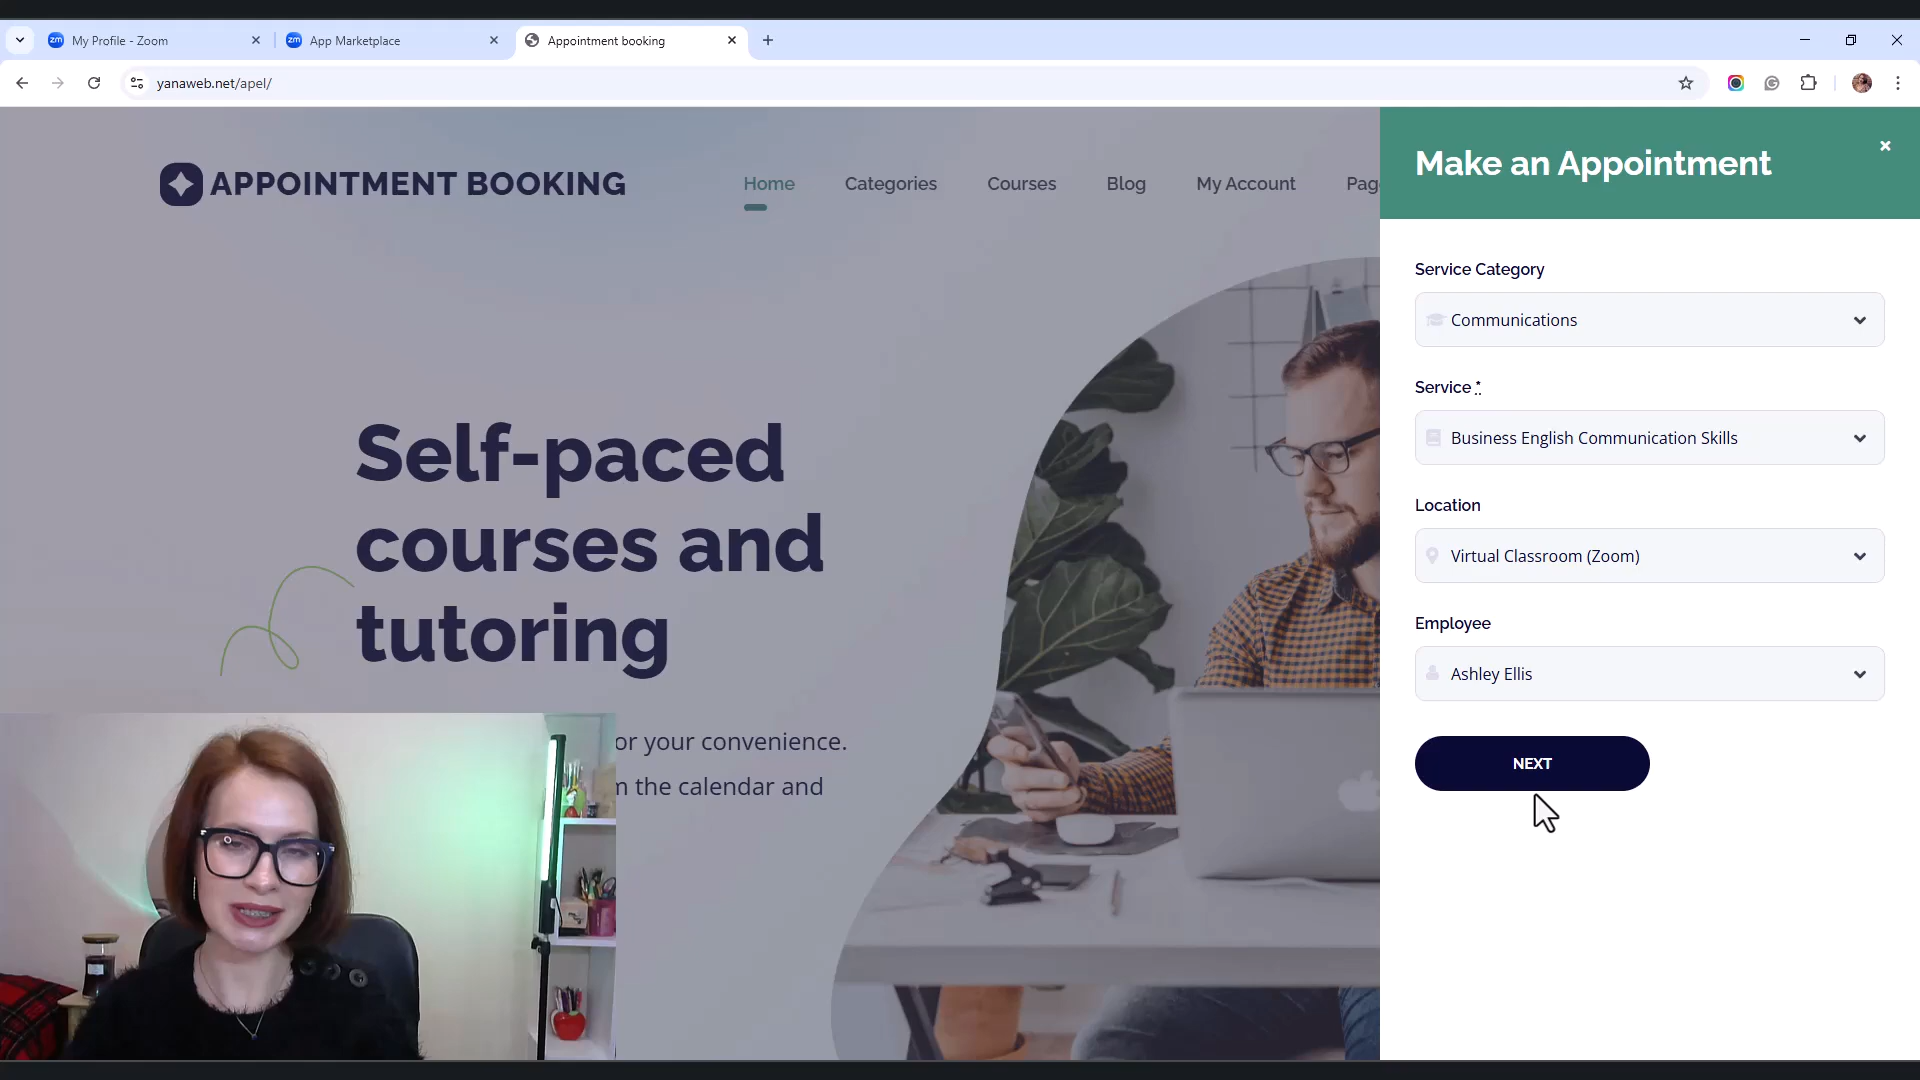 My Profile - Zoom
App Marketplace
Appointment booking
yanaweb.net/apel/
APPOINTMENT BOOKING
Home
Categories
Courses
Blog
My Account
Self-paced
courses and
tutoring
your convenience.
the calendar and
Make an Appointment
Service Category
Communications
Service *
Business English Communication Skills
Location
Virtual Classroom (Zoom)
Employee
Ashley Ellis
NEXT